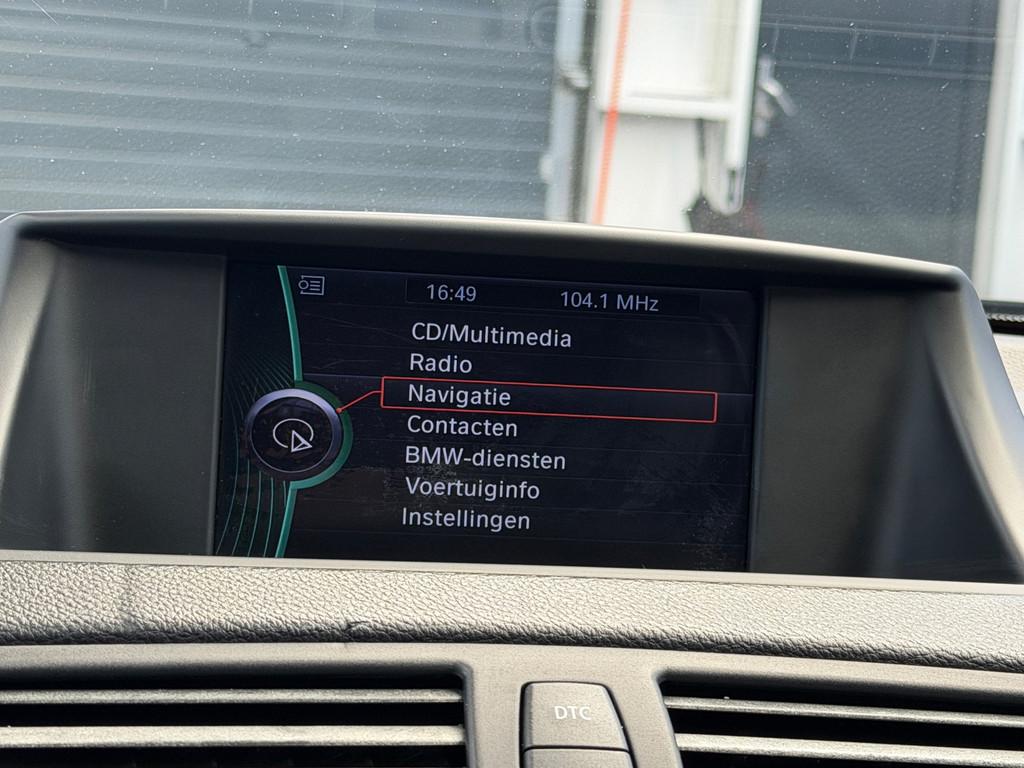 16:49 104.1 MHz
CD/Multimedia
Radio
Navigatie
Contacten
BMW-diensten
Voertuiginfo
Instellingen
DTC